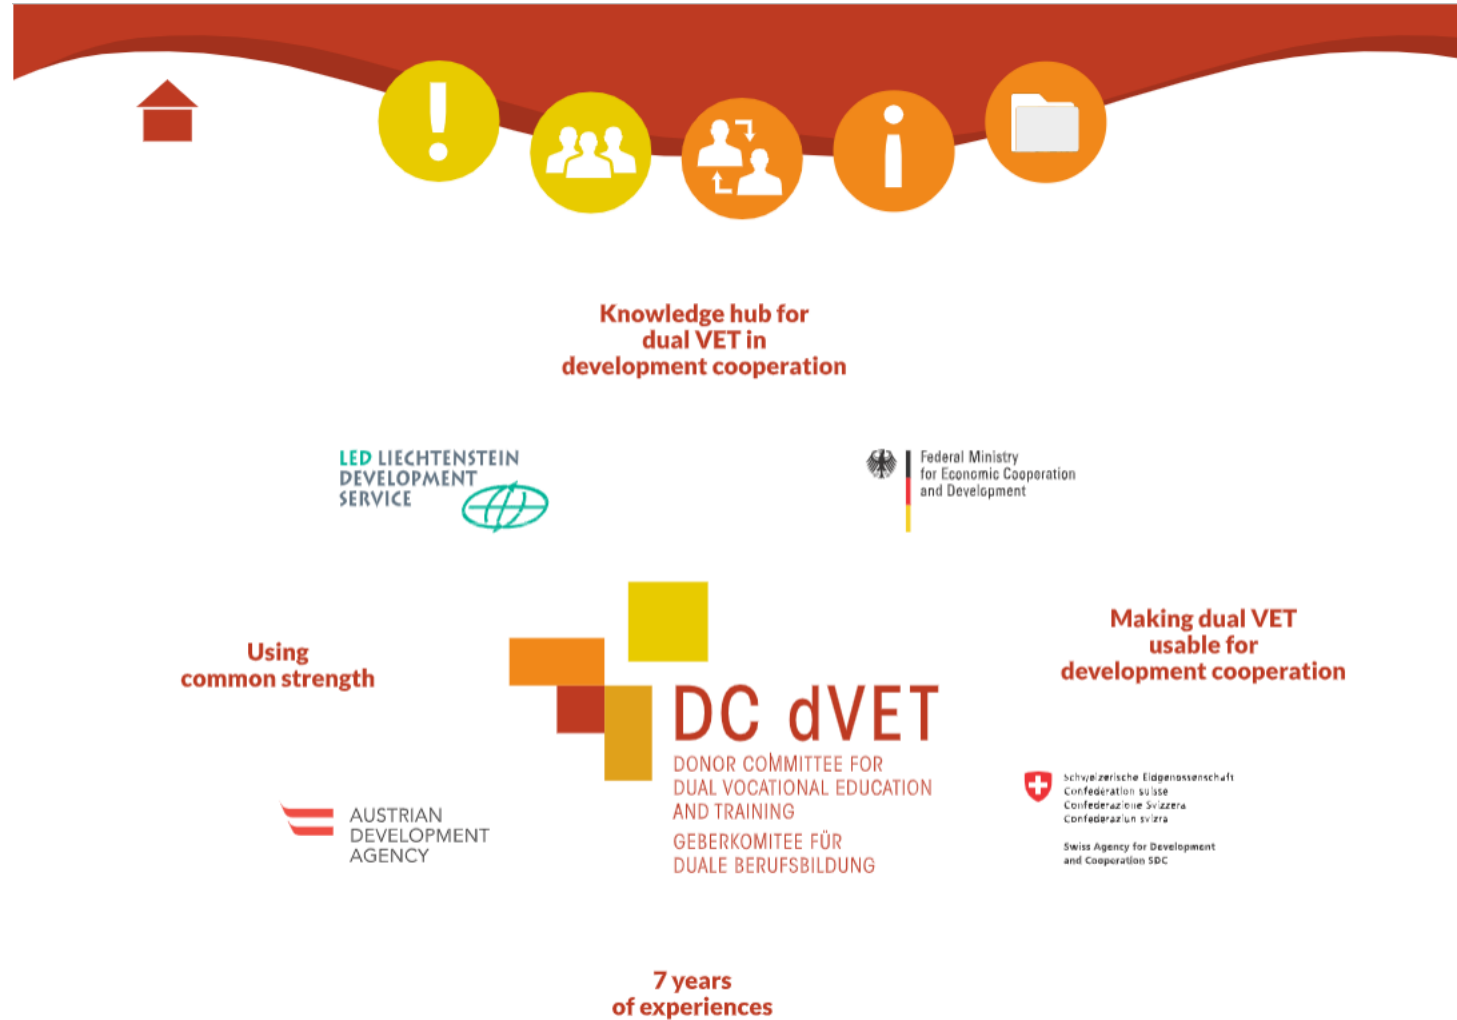 Knowledge hub for
dual VET in
development cooperation
LED LIECHTENSTEIN
DEVELOPMENT
SERVICE
Federal Ministry
for Economic Cooperation
and Development
Using
common strength
Making dual VET
usable for
development cooperation
DC dVET
DONOR COMMITTEE FOR
DUAL VOCATIONAL EDUCATION
AND TRAINING
GEBERKOMITEE FÜR
DUALE BERUFSBILDUNG
AUSTRIAN
DEVELOPMENT
AGENCY
Schweizerische Eidgenossenschaft
Confédération suisse
Confederazione Svizzera
Confederaziun svizra
Swiss Agency for Development
and Cooperation SDC
7 years
of experiences